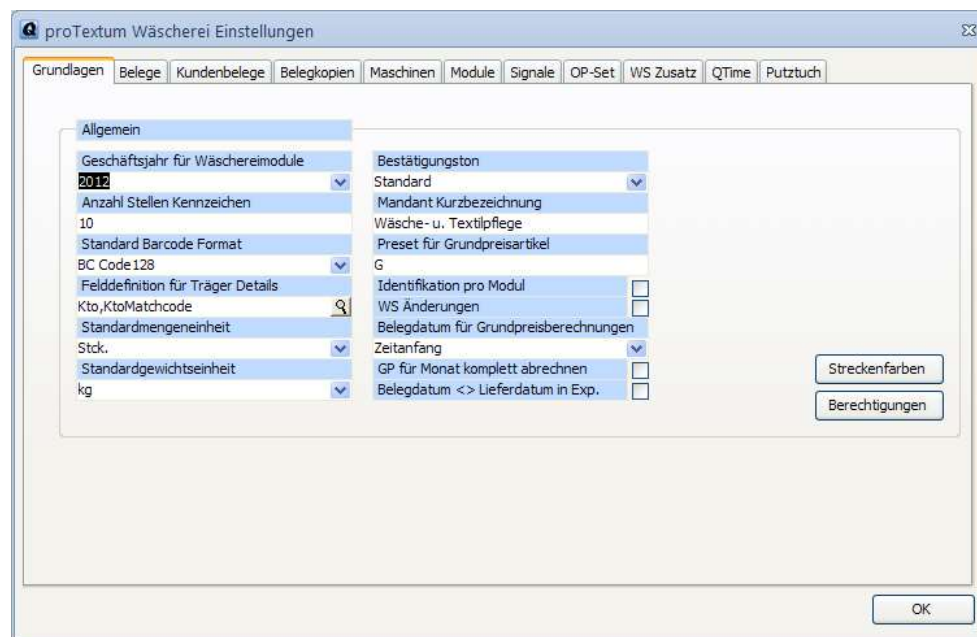 proTextum Wäscherei Einstellungen
Grundlagen Belege Kundenbelege Belegkopien Maschinen Module Signale OP-Set WS Zusatz QTime Putztuch
Allgemein
Geschäftsjahr für Wäschereimodule
2012
Anzahl Stellen Kennzeichen
10
Standard Barcode Format
BC Code128
Felddefinition für Träger Details
Kto,KtoMatchcode
Standardmengeneinheit
Stck.
Standardgewichtseinheit
kg
Bestätigungston
Standard
Mandant Kurzbezeichnung
Wäsche- u. Textilpflege
Preset für Grundpreisartikel
G
Identifikation pro Modul
WS Änderungen
Belegdatum für Grundpreisberechnungen
Zeitanfang
GP für Monat komplett abrechnen
Belegdatum <> Lieferdatum in Exp.
Streckenfarben
Berechtigungen
OK